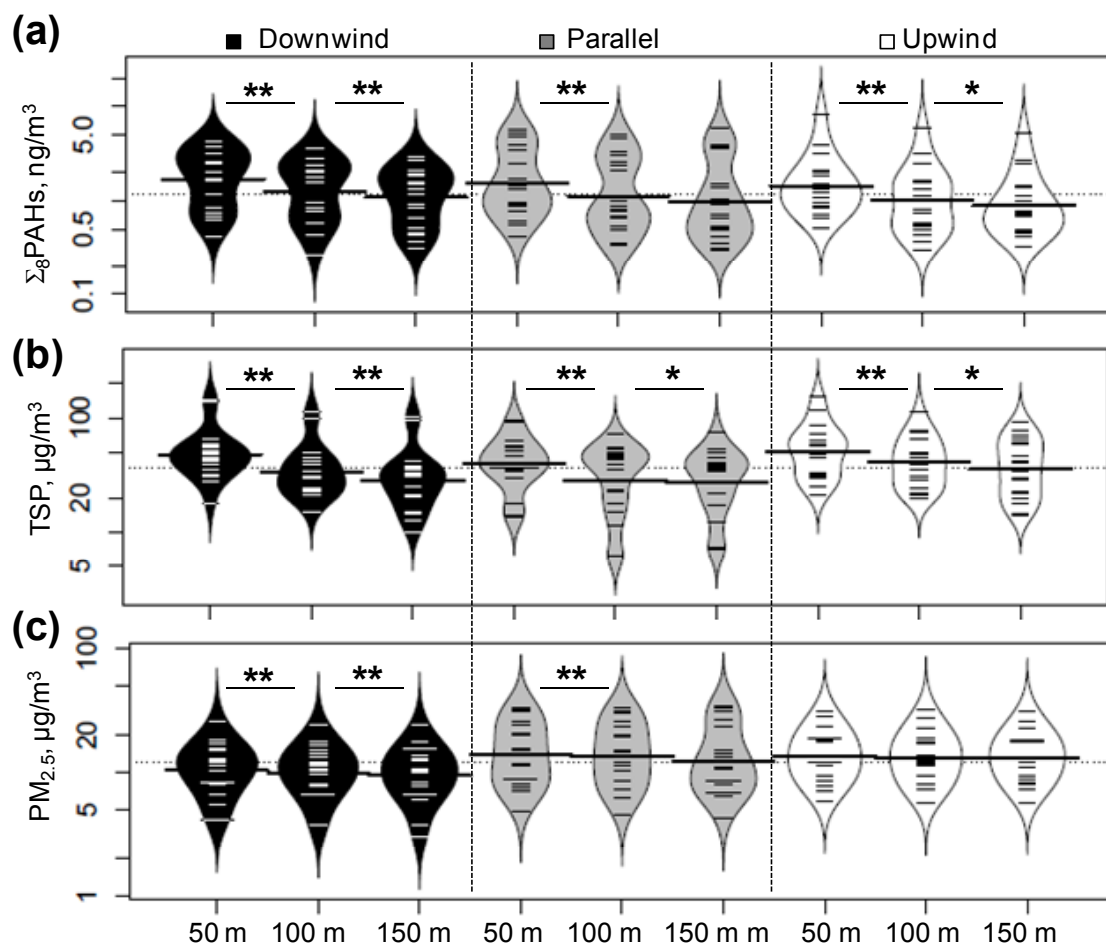 (a)
■ Downwind ■ Parallel □ Upwind
Σ₈PAHs, ng/m³
5.0
0.5
0.1
** ** ** ** *
(b)
TSP, µg/m³
100
20
5
** ** ** * ** *
(c)
PM₂.₅, µg/m³
100
20
5
1
** ** **
50 m 100 m 150 m 50 m 100 m 150 m m 50 m 100 m 150 m